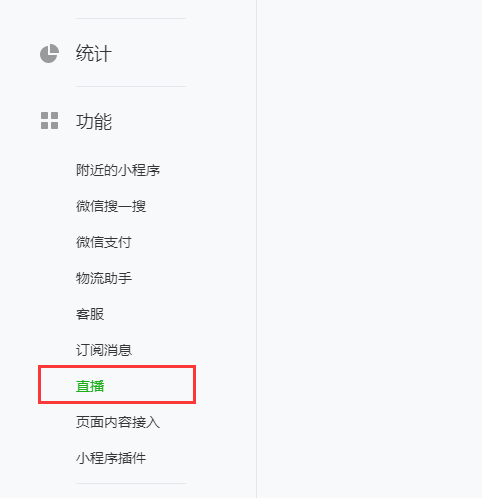 统计
功能
附近的小程序
微信搜一搜
微信支付
物流助手
客服
订阅消息
直播
页面内容接入
小程序插件